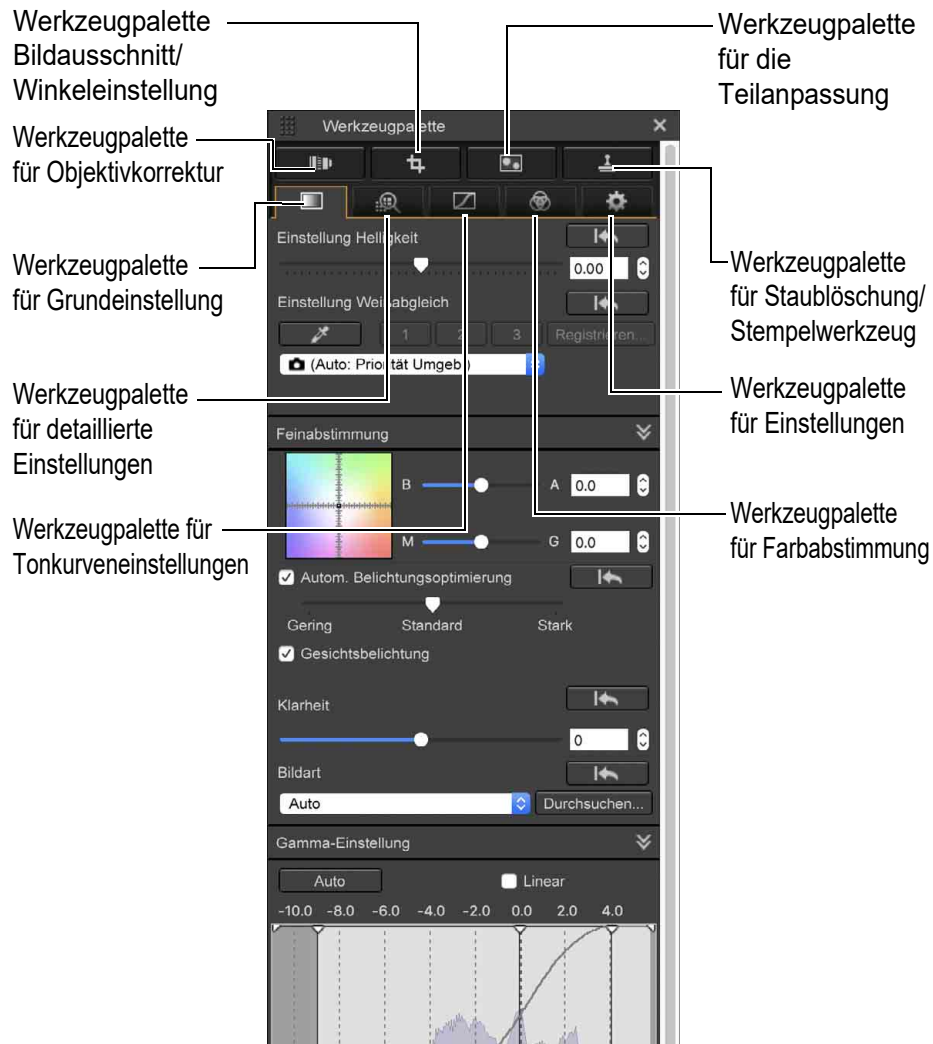 Werkzeugpalette
Bildausschnitt/
Winkeleinstellung
Werkzeugpalette
für die
Teilanpassung
Werkzeugpalette
für Objektivkorrektur
Werkzeugpalette
für Grundeinstellung
Werkzeugpalette
für detaillierte
Einstellungen
Werkzeugpalette für
Tonkurveneinstellungen
Werkzeugpalette
für Staublöschung/
Stempelwerkzeug
Werkzeugpalette
für Einstellungen
Werkzeugpalette
für Farbabstimmung
Werkzeugpalette
Einstellung Helligkeit
0.00
Einstellung Weißabgleich
1 2 3 Registrieren...
(Auto: Priorität Umgeb.)
Feinabstimmung
B A 0.0
M G 0.0
Autom. Belichtungsoptimierung
Gering Standard Stark
Gesichtsbelichtung
Klarheit
0
Bildart
Auto Durchsuchen...
Gamma-Einstellung
Auto Linear
-10.0 -8.0 -6.0 -4.0 -2.0 0.0 2.0 4.0